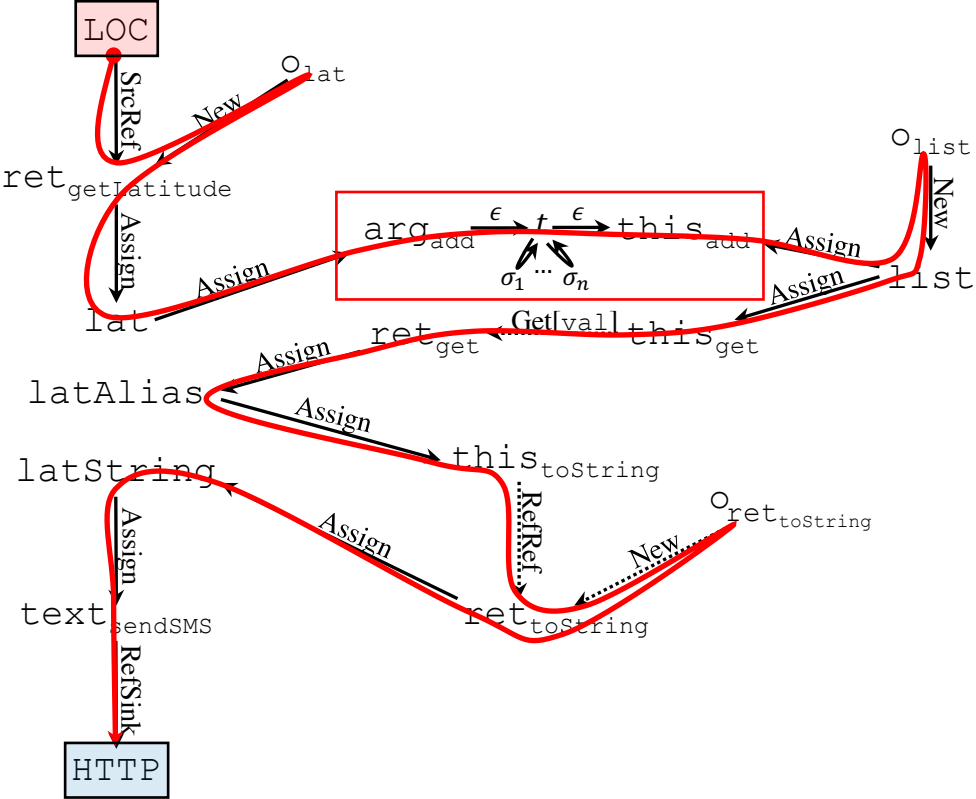 LOC
SrcRef
o_lat
New
ret_getLatitude
Assign
o_list
New
arg_add ϵ t ϵ this_add
Assign
Assign
σ_1 ... σ_n
list
Assign
lat
ret_get Get[val] this_get
Assign
latAlias
Assign
this_toString
latString
RefRef
o_ret_toString
Assign
Assign
New
text_sendSMS
ret_toString
RefSink
HTTP